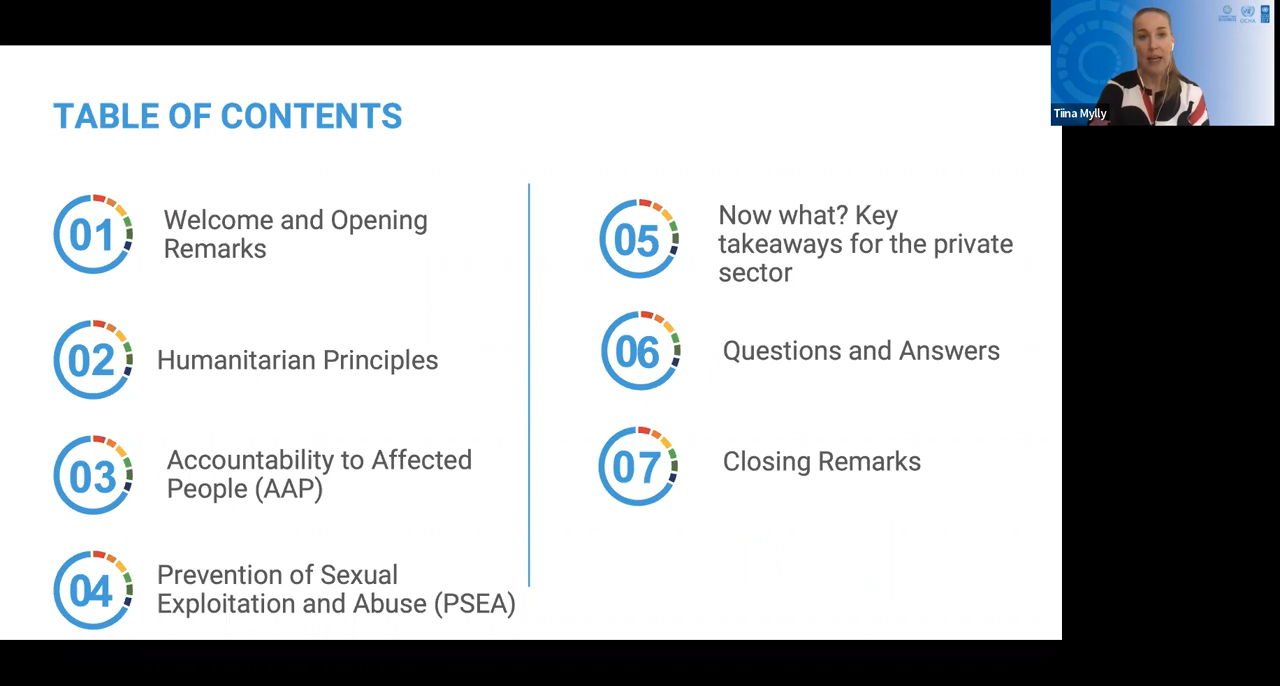 TABLE OF CONTENTS
01
Welcome and Opening
Remarks
02
Humanitarian Principles
03
Accountability to Affected
People (AAP)
04
Prevention of Sexual
Exploitation and Abuse (PSEA)
05
Now what? Key
takeaways for the private
sector
06
Questions and Answers
07
Closing Remarks
OCHA
Tiina Mylly